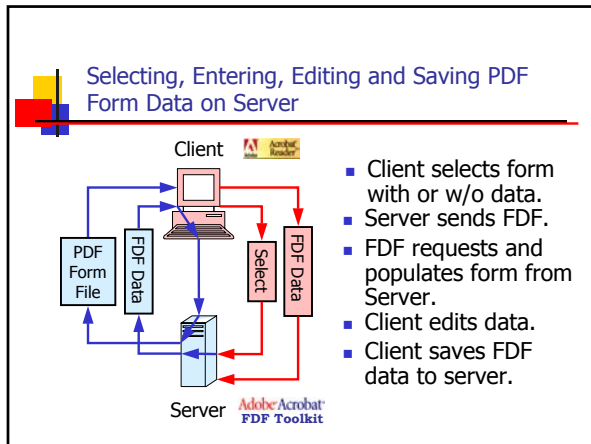 Selecting, Entering, Editing and Saving PDF
Form Data on Server
Client
Adobe
Acrobat
Reader
PDF
Form
File
FDF Data
Select
FDF Data
Server
Adobe Acrobat
FDF Toolkit
Client selects form
with or w/o data.
Server sends FDF.
FDF requests and
populates form from
Server.
Client edits data.
Client saves FDF
data to server.